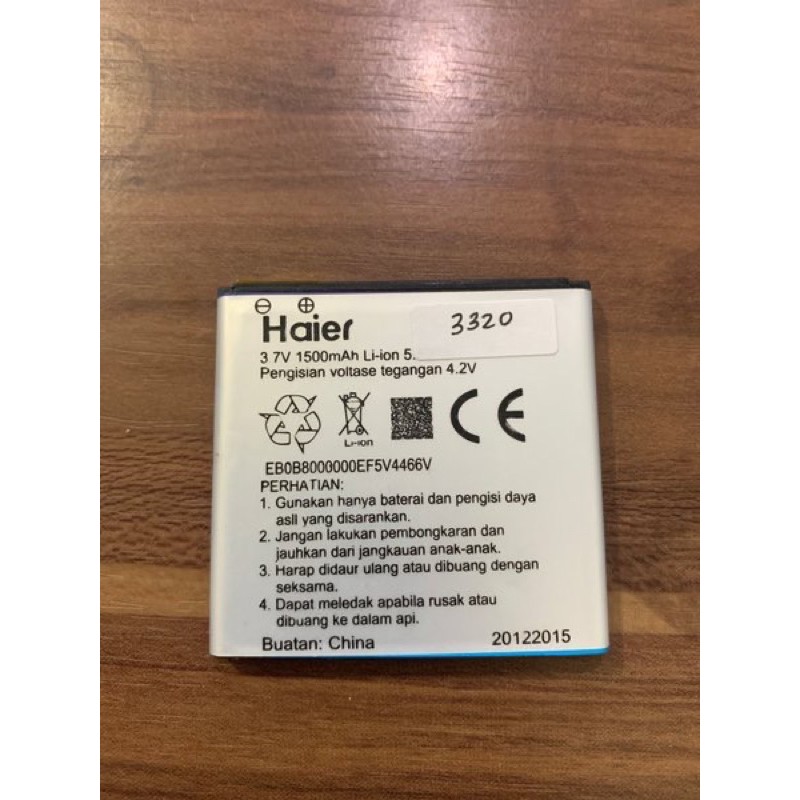 Haier
3320
3.7V 1500mAh Li-ion 5.
Pengisian voltase tegangan 4.2V
Li-ion
CE
EB0B8000000EF5V4466V
PERHATIAN:
1. Gunakan hanya baterai dan pengisi daya
asli yang disarankan.
2. Jangan lakukan pembongkaran dan
jauhkan dari jangkauan anak-anak.
3. Harap didaur ulang atau dibuang dengan
seksama.
4. Dapat meledak apabila rusak atau
dibuang ke dalam api.
Buatan: China
20122015